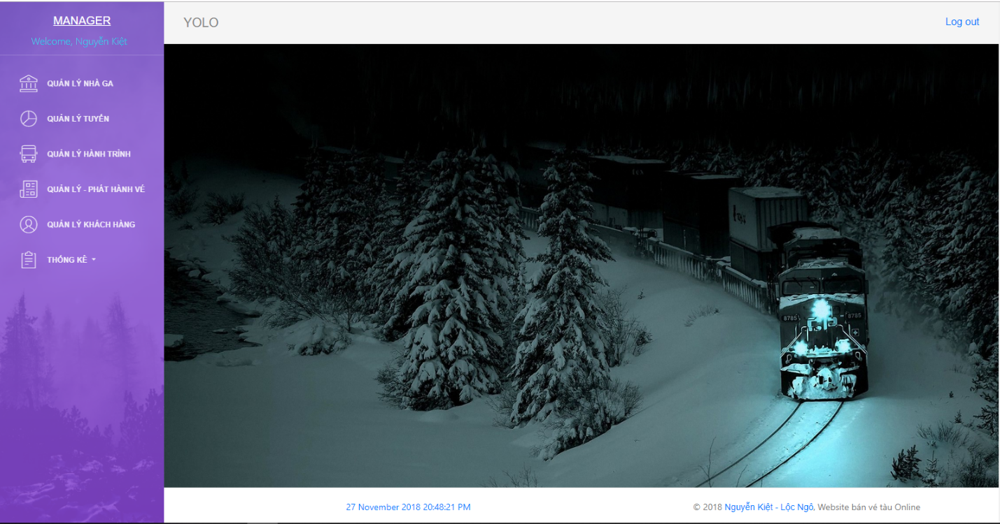 MANAGER
Welcome, Nguyễn Kiệt
QUẢN LÝ NHÀ GA
QUẢN LÝ TUYẾN
QUẢN LÝ HÀNH TRÌNH
QUẢN LÝ - PHÁT HÀNH VÉ
QUẢN LÝ KHÁCH HÀNG
THỐNG KÊ
YOLO
Log out
8785 8785
27 November 2018 20:48:21 PM
© 2018 Nguyễn Kiệt - Lộc Ngô, Website bán vé tàu Online